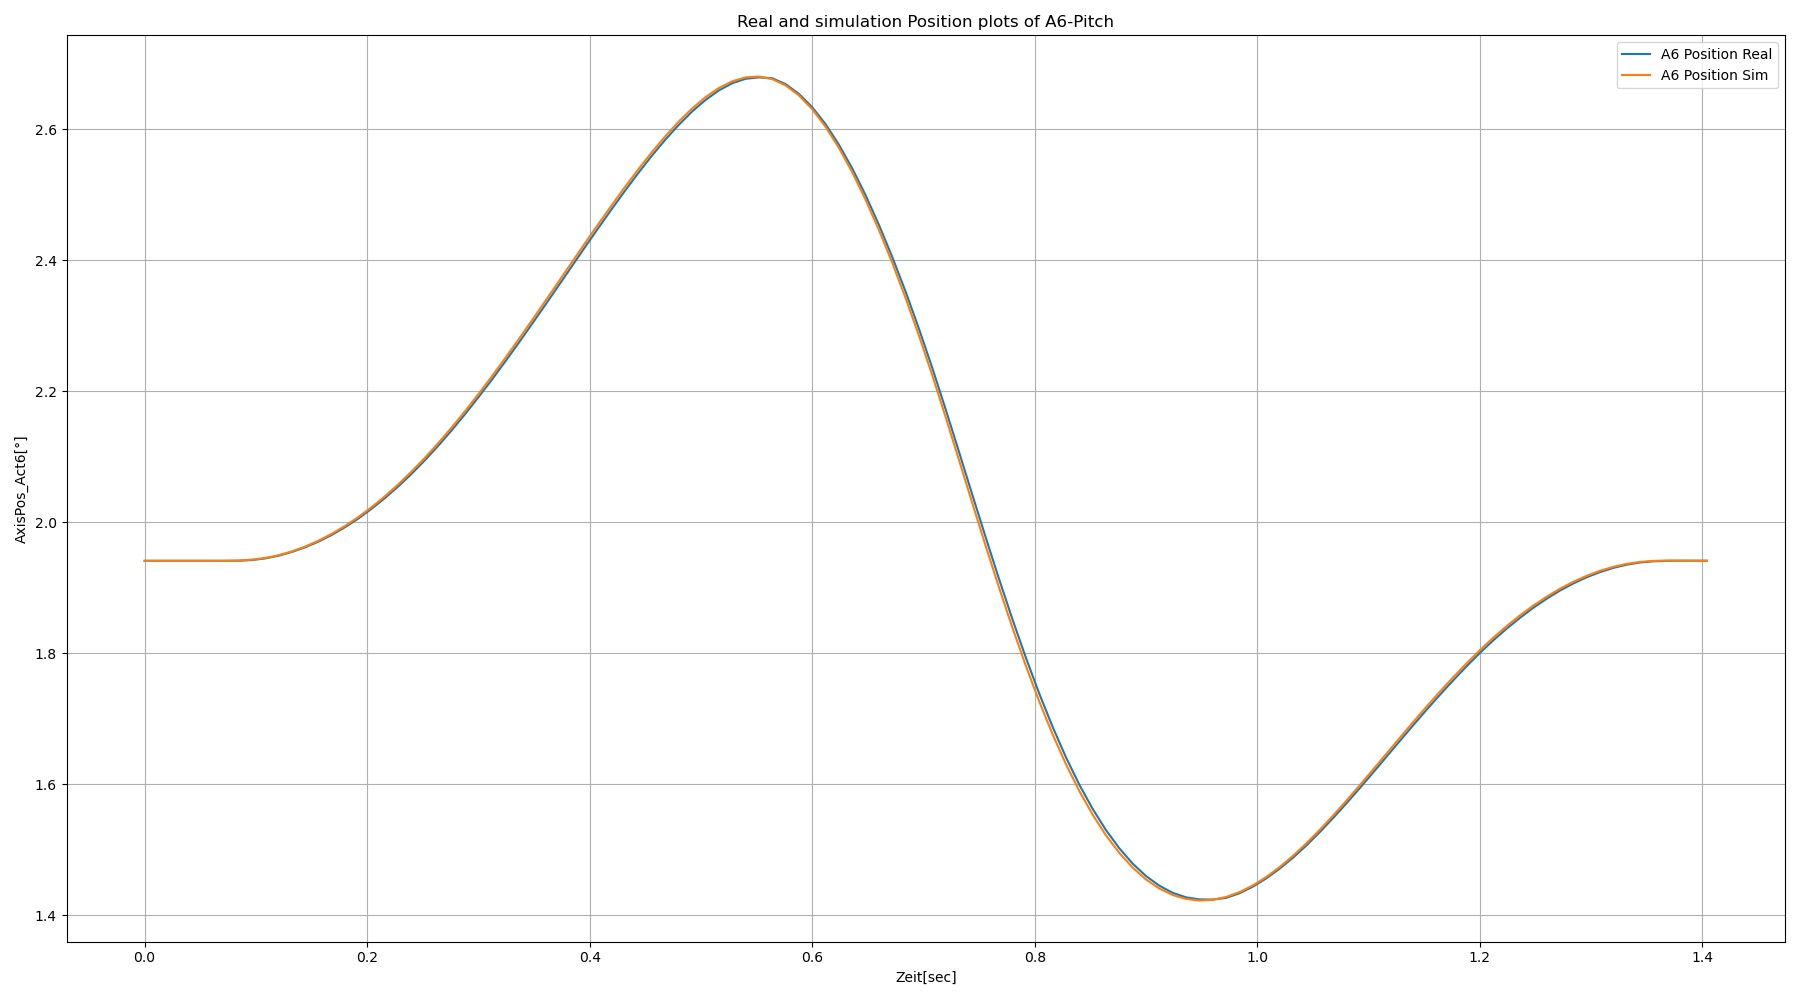 Real and simulation Position plots of A6-Pitch
A6 Position Real
A6 Position Sim
2.6
2.4
2.2
2.0
1.8
1.6
1.4
AxisPos_Act6[°]
0.0 0.2 0.4 0.6 0.8 1.0 1.2 1.4
Zeit[sec]